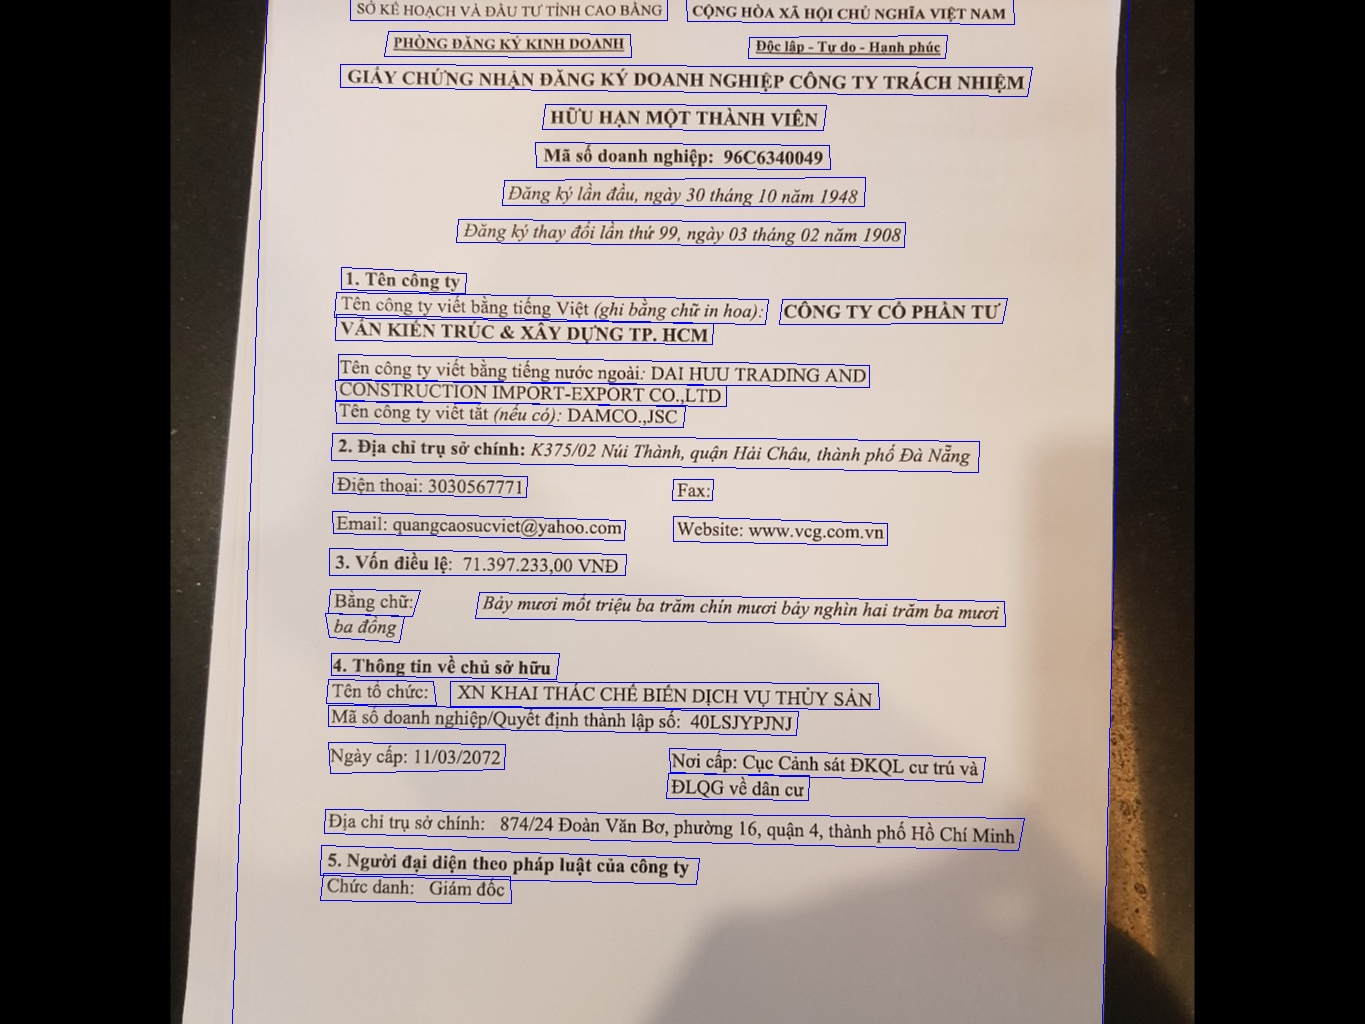 SỞ KẾ HOẠCH VÀ ĐẦU TƯ TỈNH CAO BẰNG CỘNG HÒA XÃ HỘI CHỦ NGHĨA VIỆT NAM
PHÒNG ĐĂNG KÝ KINH DOANH Độc lập - Tự do - Hạnh phúc
GIẤY CHỨNG NHẬN ĐĂNG KÝ DOANH NGHIỆP CÔNG TY TRÁCH NHIỆM
HỮU HẠN MỘT THÀNH VIÊN
Mã số doanh nghiệp: 96C6340049
Đăng ký lần đầu, ngày 30 tháng 10 năm 1948
Đăng ký thay đổi lần thứ 99, ngày 03 tháng 02 năm 1908
1. Tên công ty
Tên công ty viết bằng tiếng Việt (ghi bằng chữ in hoa): CÔNG TY CỔ PHẦN TƯ
VẤN KIẾN TRÚC & XÂY DỰNG TP. HCM
Tên công ty viết bằng tiếng nước ngoài: DAI HUU TRADING AND
CONSTRUCTION IMPORT-EXPORT CO.,LTD
Tên công ty viết tắt (nếu có): DAMCO.,JSC
2. Địa chỉ trụ sở chính: K375/02 Núi Thành, quận Hải Châu, thành phố Đà Nẵng
Điện thoại: 3030567771 Fax:
Email: quangcaosucviet@yahoo.com Website: www.vcg.com.vn
3. Vốn điều lệ: 71.397.233,00 VNĐ
Bằng chữ: Bảy mươi mốt triệu ba trăm chín mươi bảy nghìn hai trăm ba mươi
ba đồng
4. Thông tin về chủ sở hữu
Tên tổ chức: XN KHAI THÁC CHẾ BIẾN DỊCH VỤ THỦY SẢN
Mã số doanh nghiệp/Quyết định thành lập số: 40LSJYPJNJ
Ngày cấp: 11/03/2072 Nơi cấp: Cục Cảnh sát ĐKQL cư trú và
ĐLQG về dân cư
Địa chỉ trụ sở chính: 874/24 Đoàn Văn Bơ, phường 16, quận 4, thành phố Hồ Chí Minh
5. Người đại diện theo pháp luật của công ty
Chức danh: Giám đốc